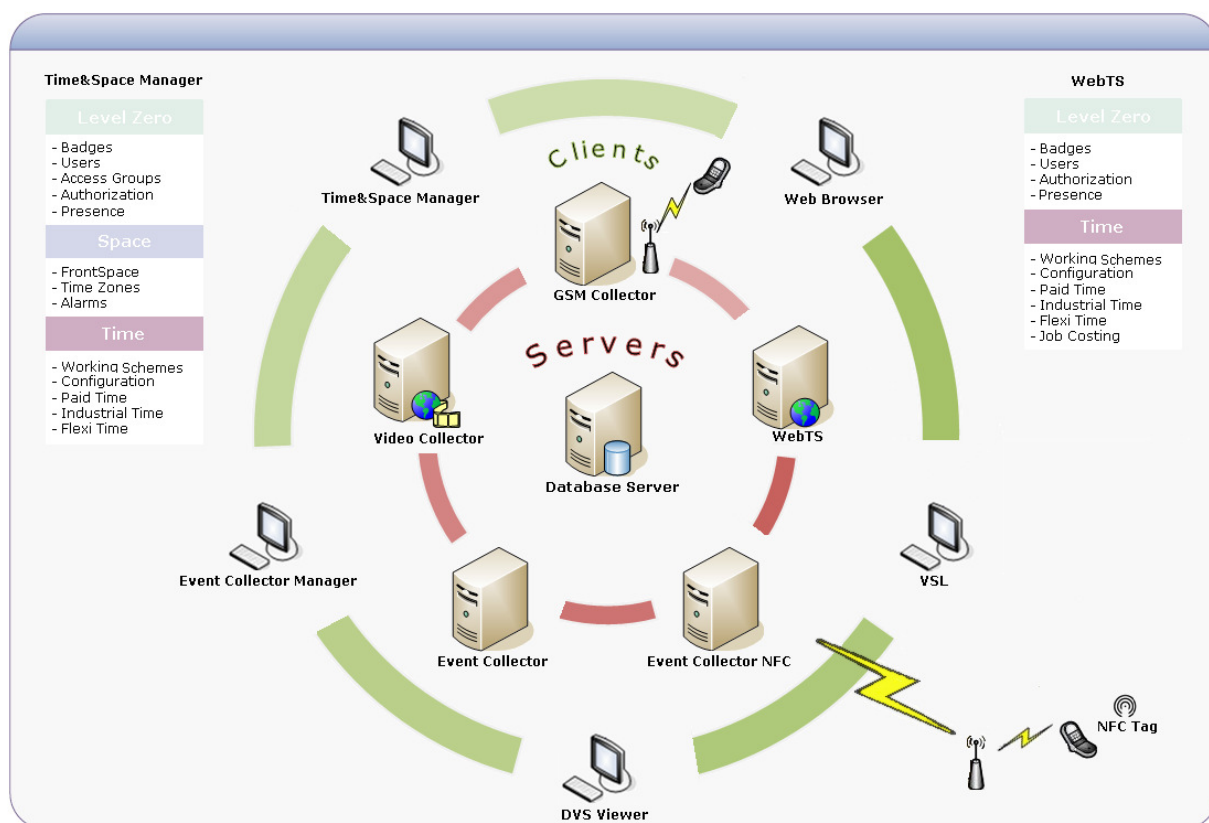 Time&Space Manager
Level Zero
- Badges
- Users
- Access Groups
- Authorization
- Presence
Space
- FrontSpace
- Time Zones
- Alarms
Time
- Working Schemes
- Configuration
- Paid Time
- Industrial Time
- Flexi Time
WebTS
Level Zero
- Badges
- Users
- Authorization
- Presence
Time
- Working Schemes
- Configuration
- Paid Time
- Industrial Time
- Flexi Time
- Job Costing
Clients
Time&Space Manager
Web Browser
GSM Collector
Servers
Video Collector
WebTS
Database Server
Event Collector Manager
VSL
Event Collector
Event Collector NFC
NFC Tag
DVS Viewer